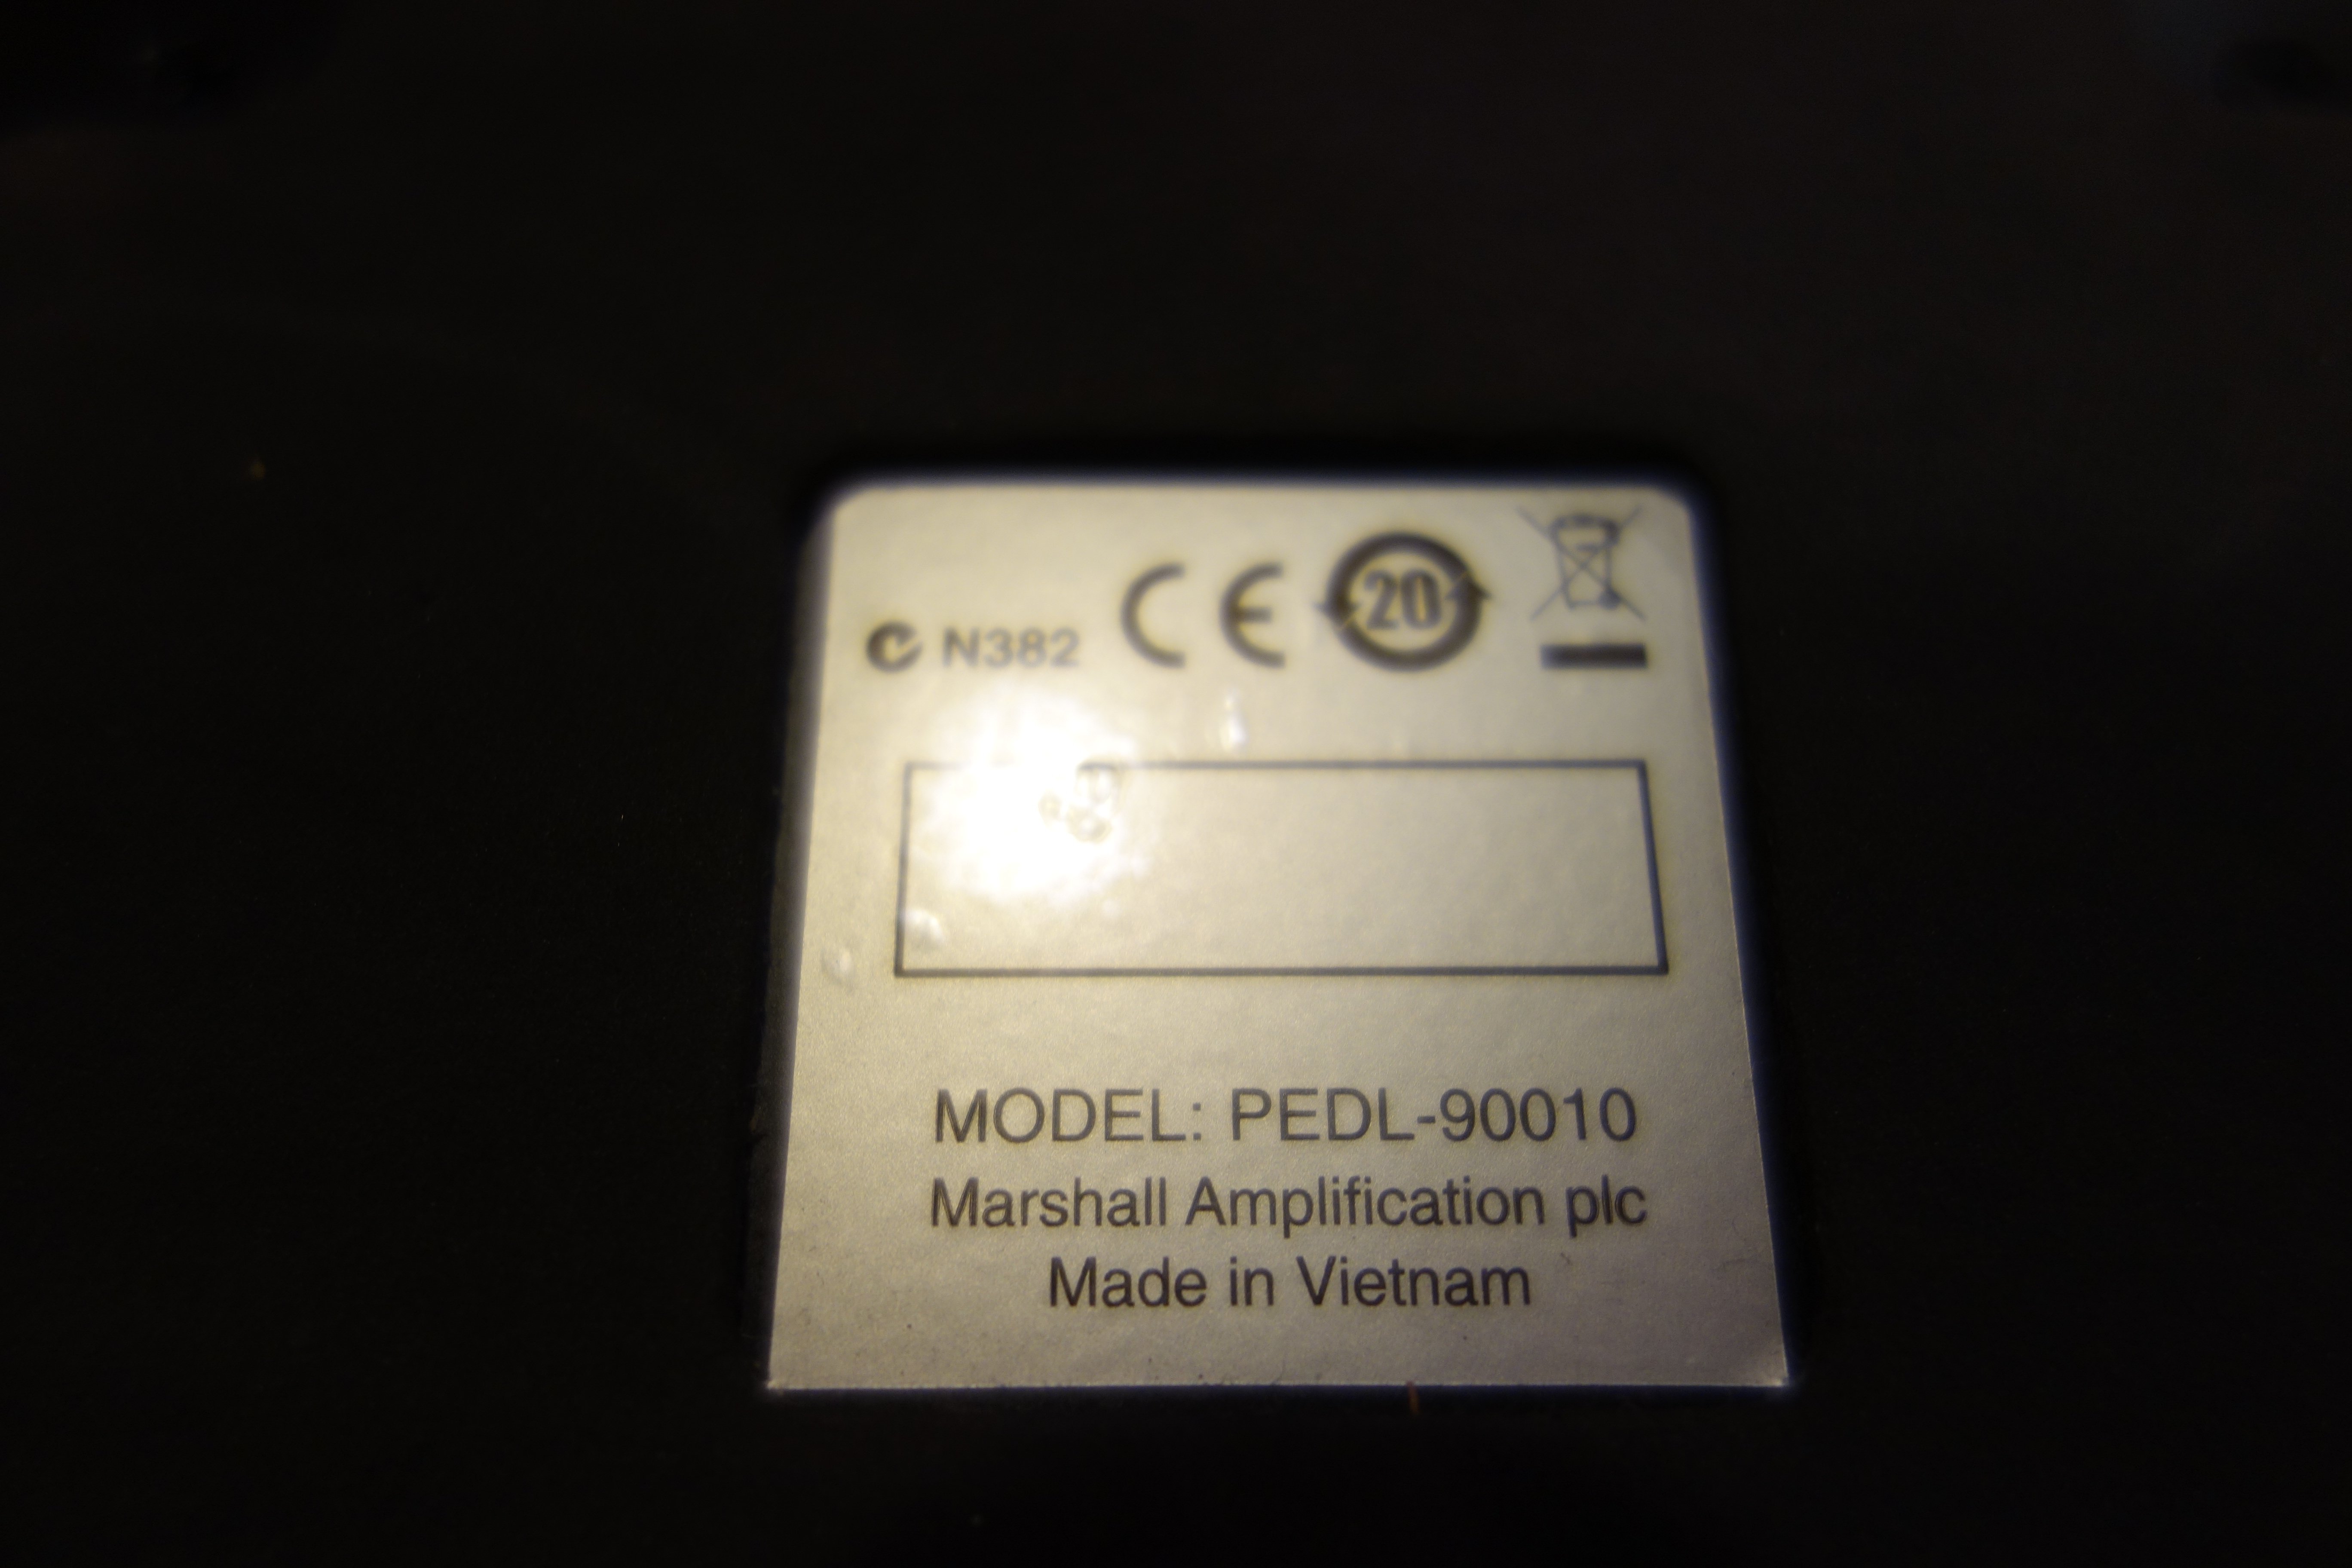 N382 CE 20
MODEL: PEDL-90010
Marshall Amplification plc
Made in Vietnam